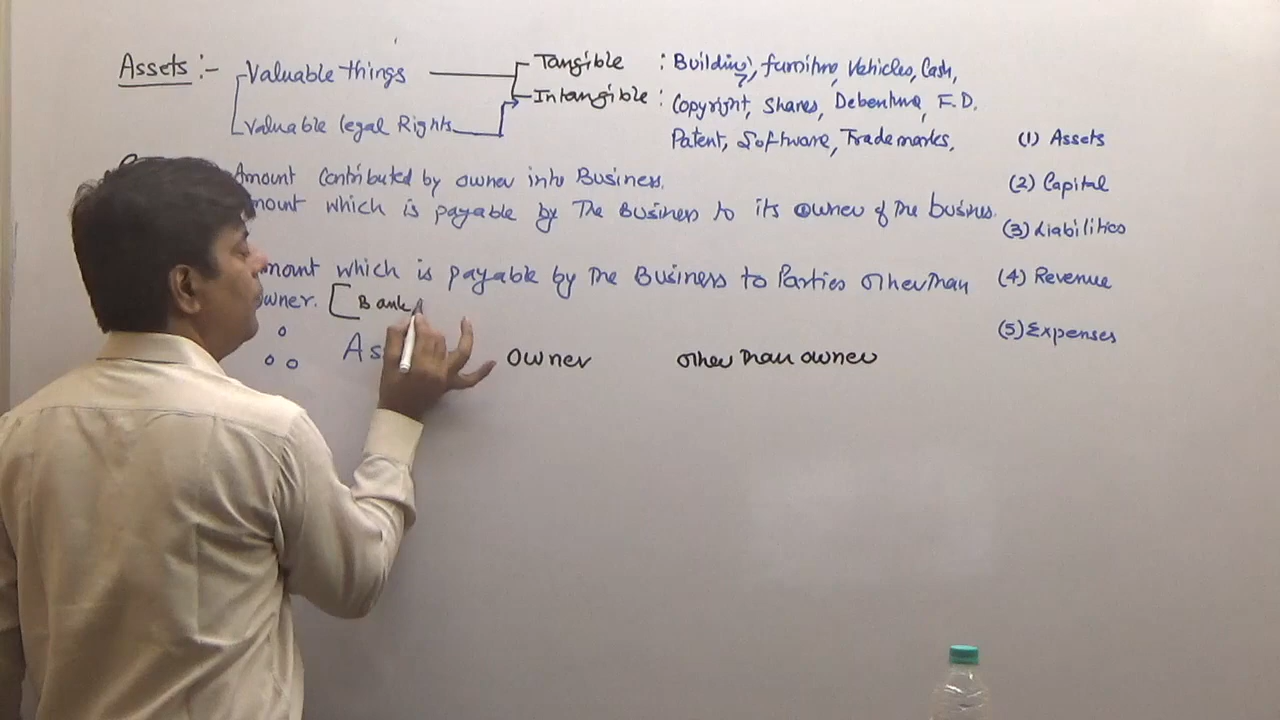 Assets :-
Valuable things
Valuable legal Rights
Tangible : Building, furniture, Vehicles, Cash,
Intangible : Copyright, Shares, Debenture, F.D.
Patent, Software, Trademarks,
Amount Contributed by owner into Business.
mount which is payable by The Business to its owner of the busines.
mount which is payable by The Business to Parties Other Than
Owner. [Bank
As
Owner
other Than owner
(1) Assets
(2) Capital
(3) Liabilities
(4) Revenue
(5) Expenses